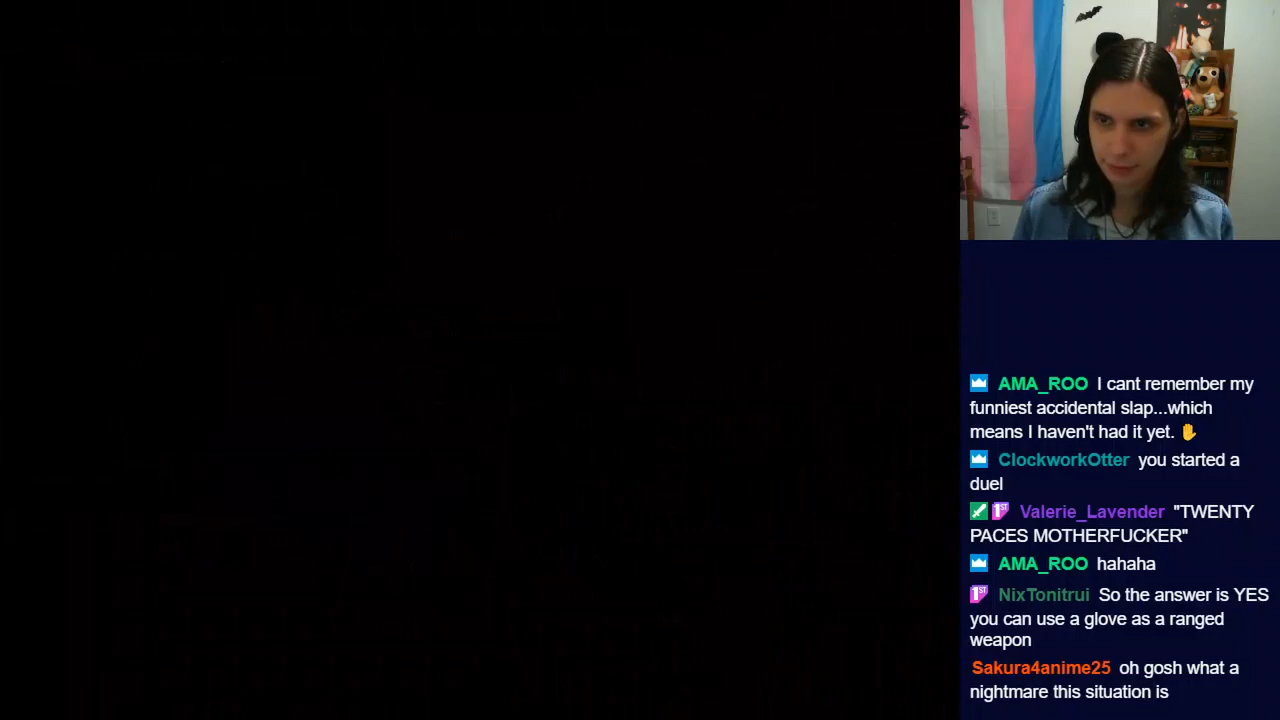 AMA_ROO I cant remember my
funniest accidental slap...which
means I haven't had it yet. ✋
ClockworkOtter you started a
duel
1ST Valerie_Lavender "TWENTY
PACES MOTHERFUCKER"
AMA_ROO hahaha
1ST NixTonitrui So the answer is YES
you can use a glove as a ranged
weapon
Sakura4anime25 oh gosh what a
nightmare this situation is